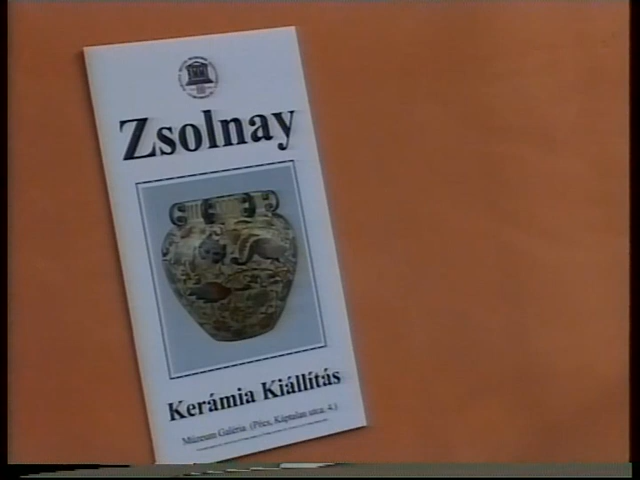 Zsolnay
Kerámia Kiállítás
Múzeum Galéria (Pécs, Káptalan utca 4.)